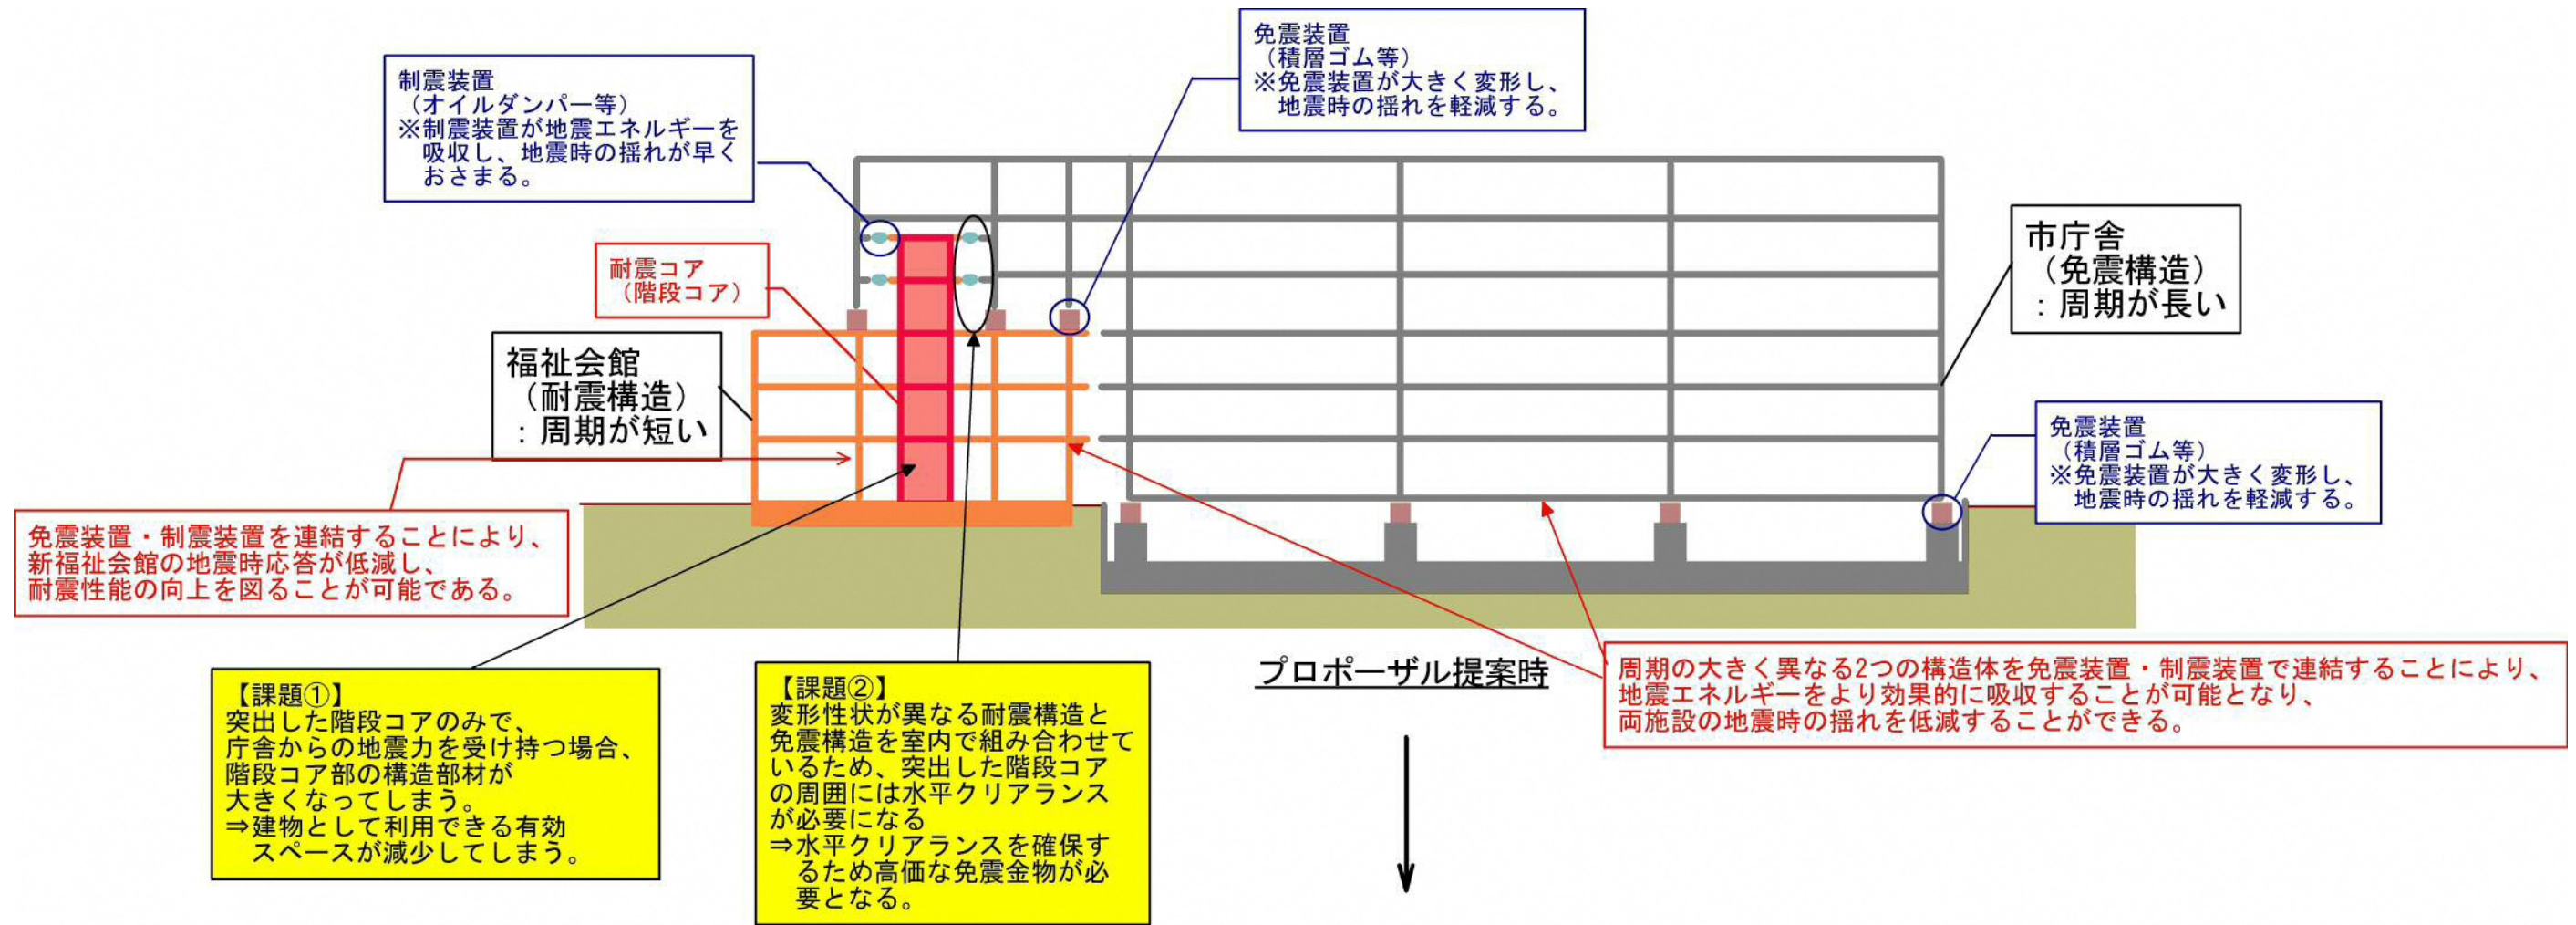 免震装置
（積層ゴム等）
※免震装置が大きく変形し、
地震時の揺れを軽減する。
制震装置
（オイルダンパー等）
※制震装置が地震エネルギーを
吸収し、地震時の揺れが早く
おさまる。
耐震コア
（階段コア）
市庁舎
（免震構造）
：周期が長い
福祉会館
（耐震構造）
：周期が短い
免震装置
（積層ゴム等）
※免震装置が大きく変形し、
地震時の揺れを軽減する。
免震装置・制震装置を連結することにより、
新福祉会館の地震時応答が低減し、
耐震性能の向上を図ることが可能である。
【課題①】
突出した階段コアのみで、
庁舎からの地震力を受け持つ場合、
階段コア部の構造部材が
大きくなってしまう。
⇒建物として利用できる有効
スペースが減少してしまう。
【課題②】
変形性状が異なる耐震構造と
免震構造を室内で組み合わせて
いるため、突出した階段コア
の周囲には水平クリアランス
が必要になる
⇒水平クリアランスを確保す
るため高価な免震金物が必
要となる。
プロポーザル提案時
周期の大きく異なる2つの構造体を免震装置・制震装置で連結することにより、
地震エネルギーをより効果的に吸収することが可能となり、
両施設の地震時の揺れを低減することができる。